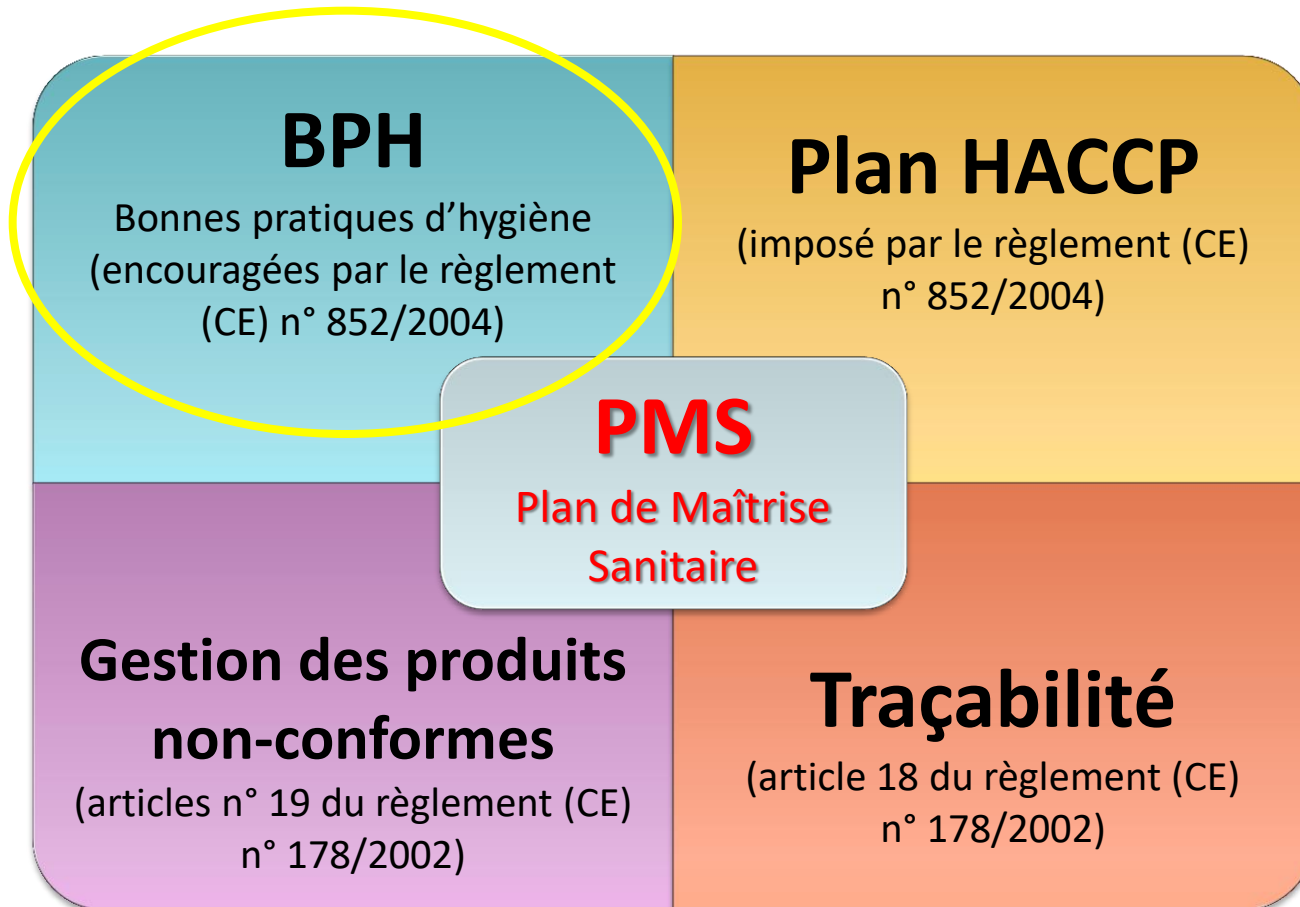 BPH
Bonnes pratiques d’hygiène
(encouragées par le règlement
(CE) n° 852/2004)
Plan HACCP
(imposé par le règlement (CE)
n° 852/2004)
PMS
Plan de Maîtrise
Sanitaire
Gestion des produits
non-conformes
(articles n° 19 du règlement (CE)
n° 178/2002)
Traçabilité
(article 18 du règlement (CE)
n° 178/2002)